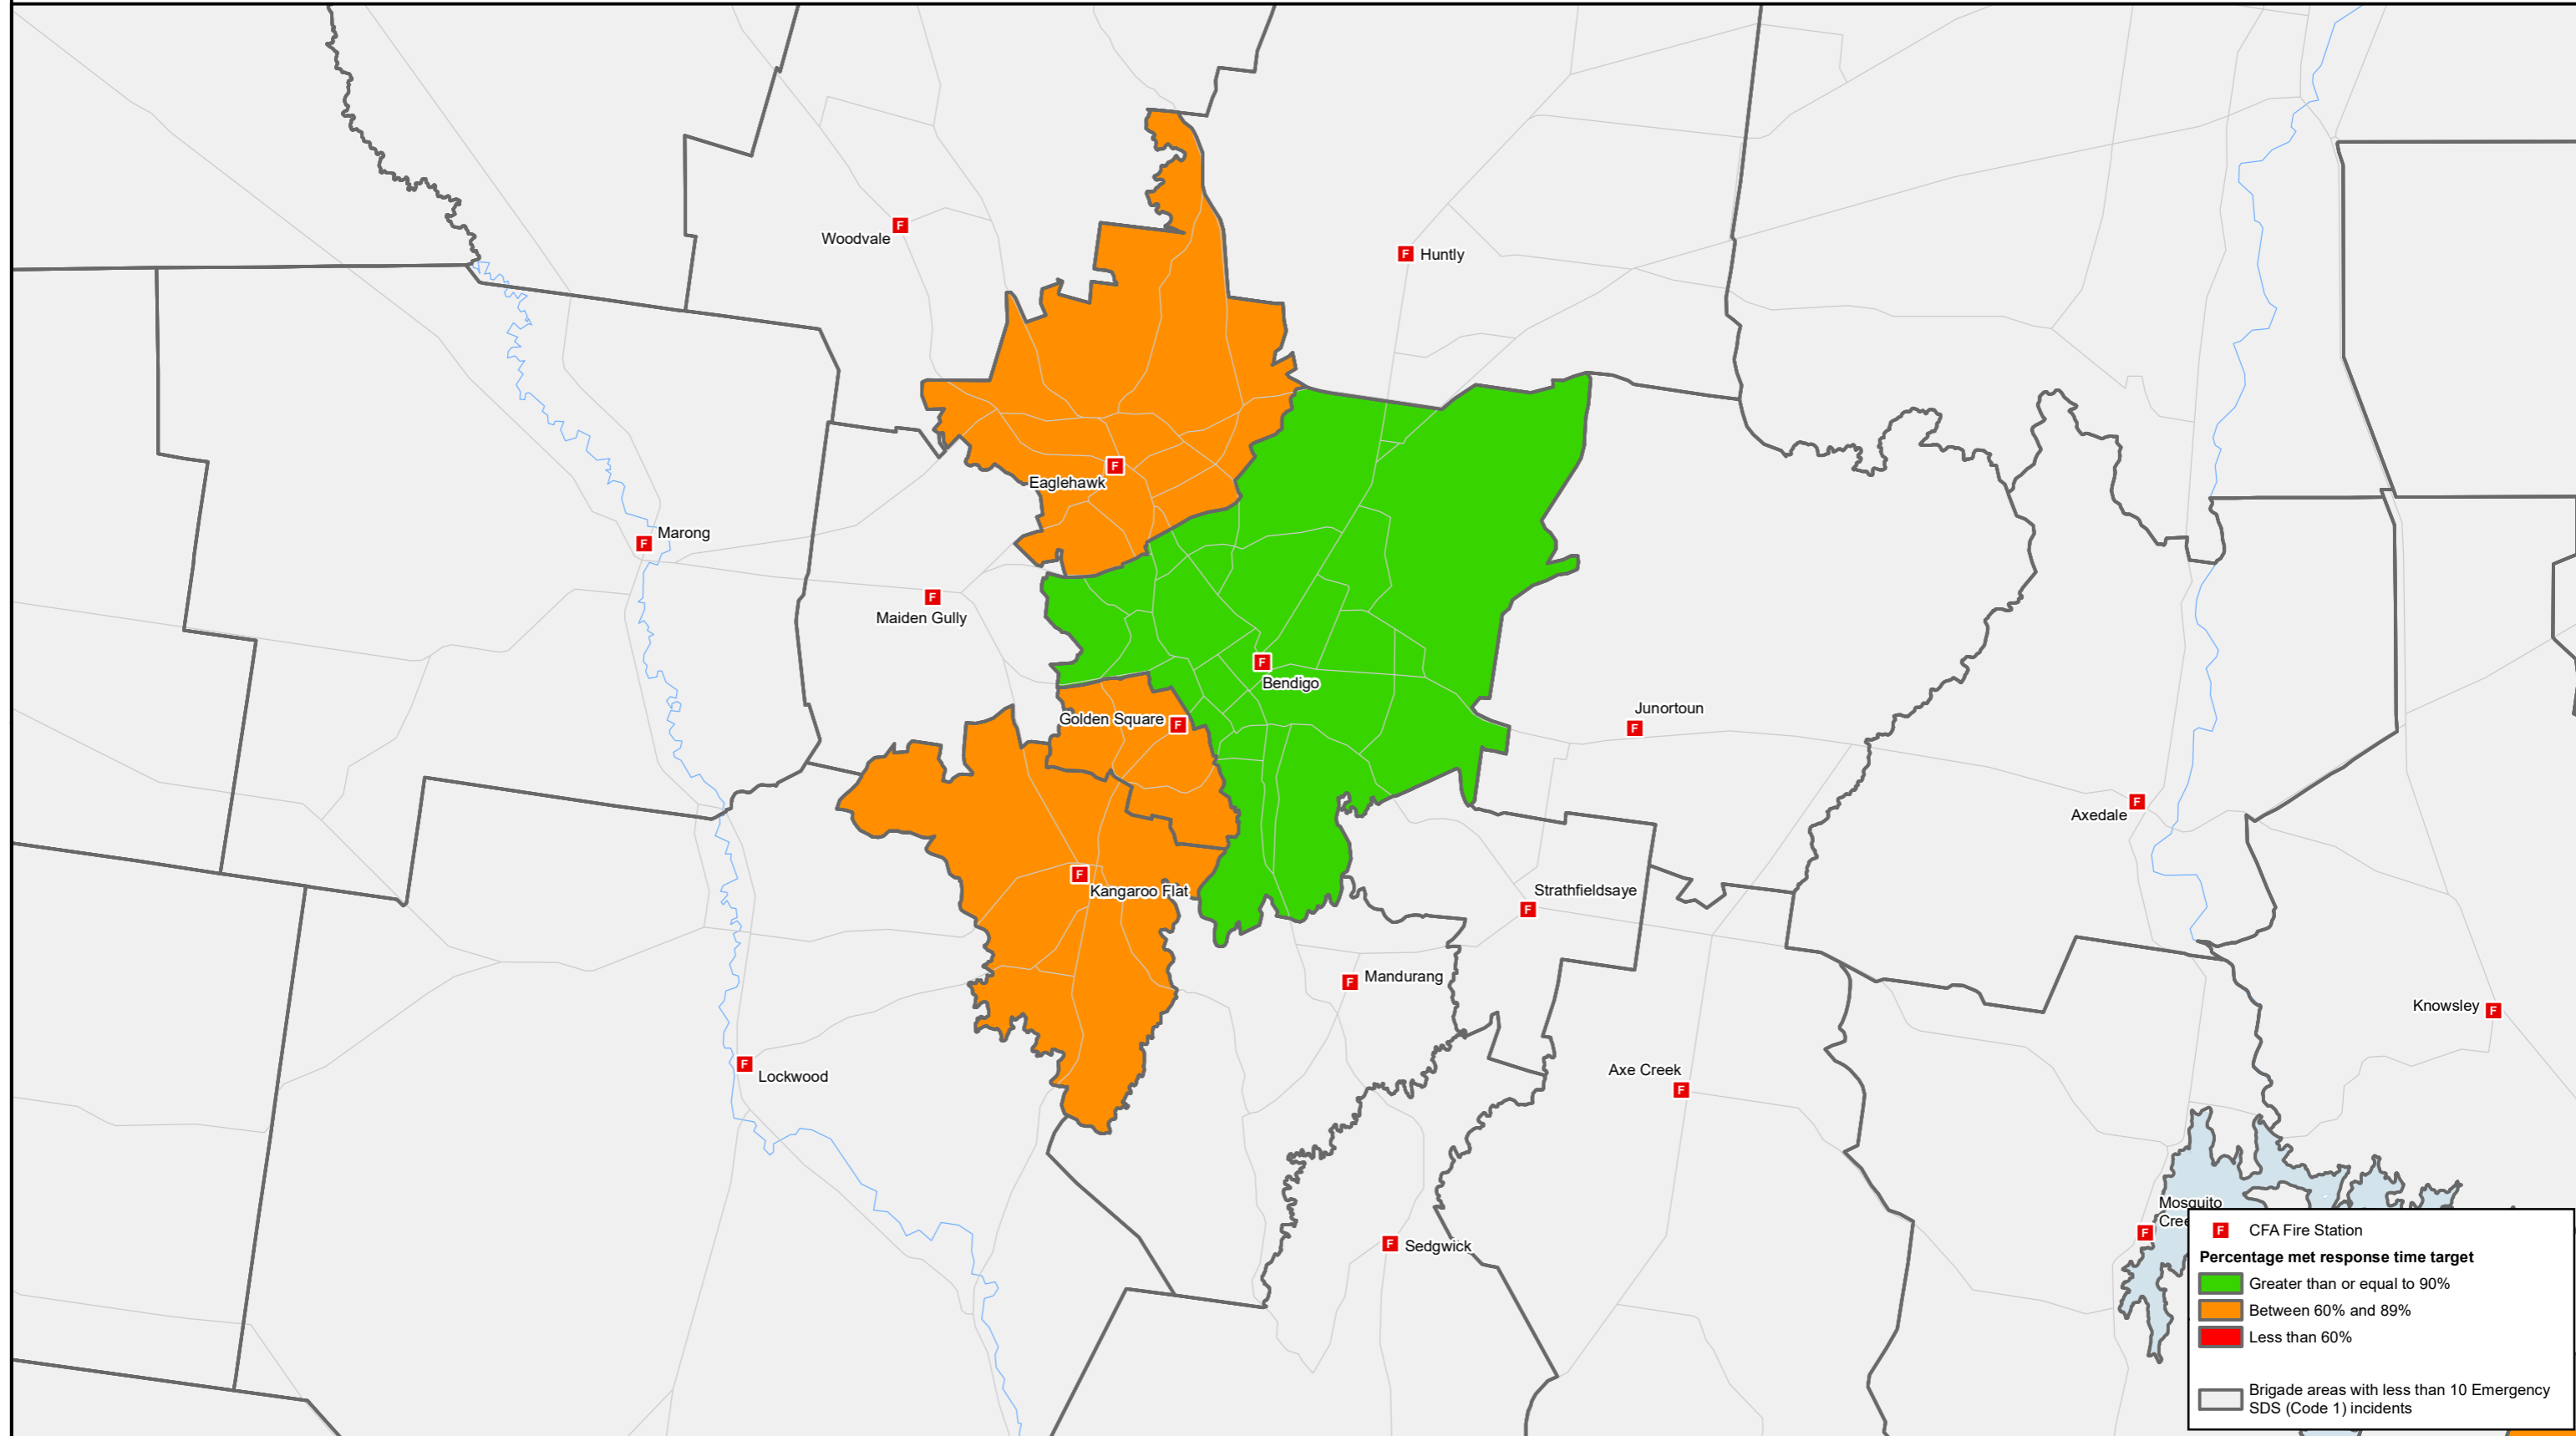 F
Woodvale
F
Huntly
F
Eaglehawk
F
Marong
F
Maiden Gully
F
Bendigo
Golden Square
F
Junortoun
F
Axedale
F
F
Kangaroo Flat
Strathfieldsaye
F
F
Mandurang
Knowsley
F
F
Lockwood
Axe Creek
F
F
Sedgwick
Mosquito
F
F CFA Fire Station
Percentage met response time target
Greater than or equal to 90%
Between 60% and 89%
Less than 60%
Brigade areas with less than 10 Emergency
SDS (Code 1) incidents